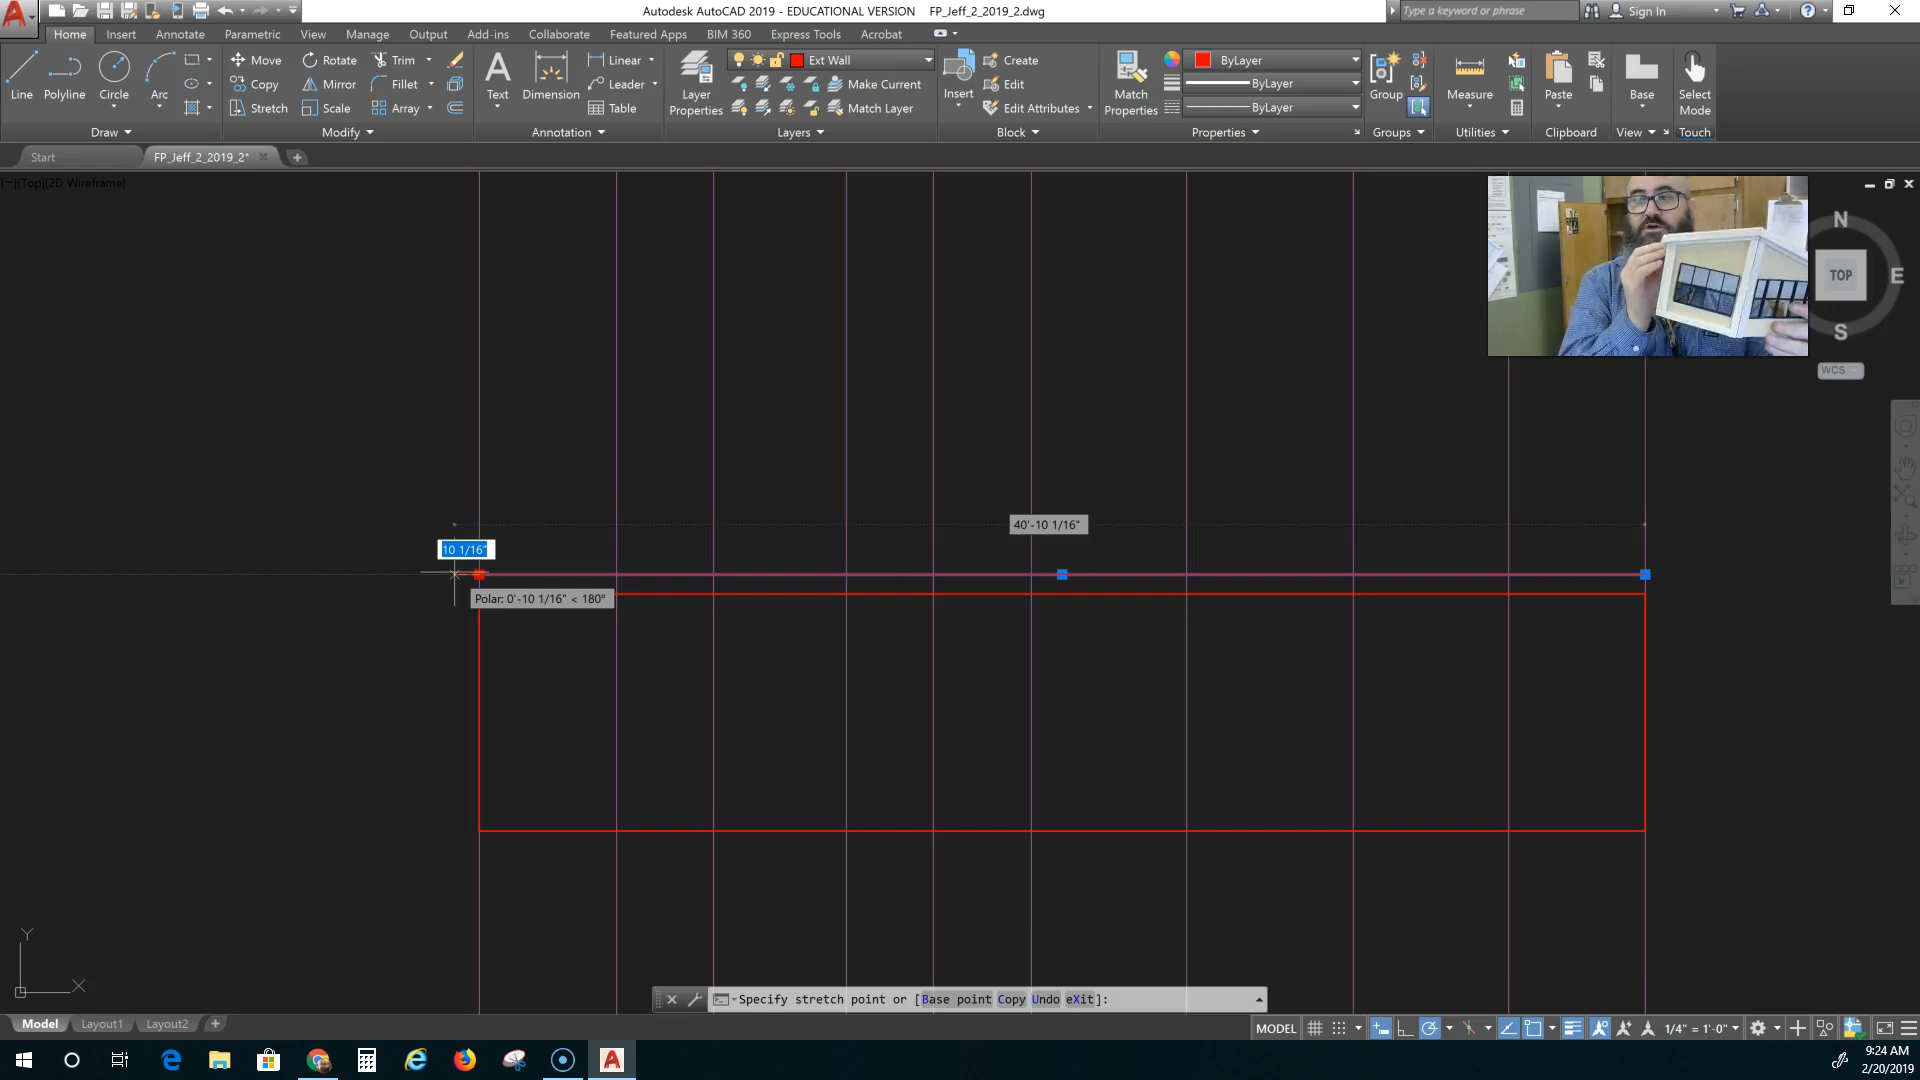 Autodesk AutoCAD 2019 - EDUCATIONAL VERSION FP_Jeff_2_2019_2.dwg
Type a keyword or phrase
Sign In
Home Insert Annotate Parametric View Manage Output Add-ins Collaborate Featured Apps BIM 360 Express Tools Acrobat
Line Polyline Circle Arc
Move Rotate Trim
Copy Mirror Fillet
Stretch Scale Array
Text Dimension
Linear
Leader
Table
Layer Properties
Ext Wall
Make Current
Match Layer
Insert
Create
Edit
Edit Attributes
Match Properties
ByLayer
ByLayer
ByLayer
Group
Measure
Paste
Base
Select Mode
Draw Modify Annotation Layers Block Properties Groups Utilities Clipboard View Touch
Start FP_Jeff_2_2019_2*
[−][Top][2D Wireframe]
N
TOP
E
S
WCS
40'-10 1/16"
10 1/16"
Polar: 0'-10 1/16" < 180°
Y
X
Specify stretch point or [Base point Copy Undo eXit]:
Model Layout1 Layout2
MODEL
1/4" = 1'-0"
9:24 AM
2/20/2019